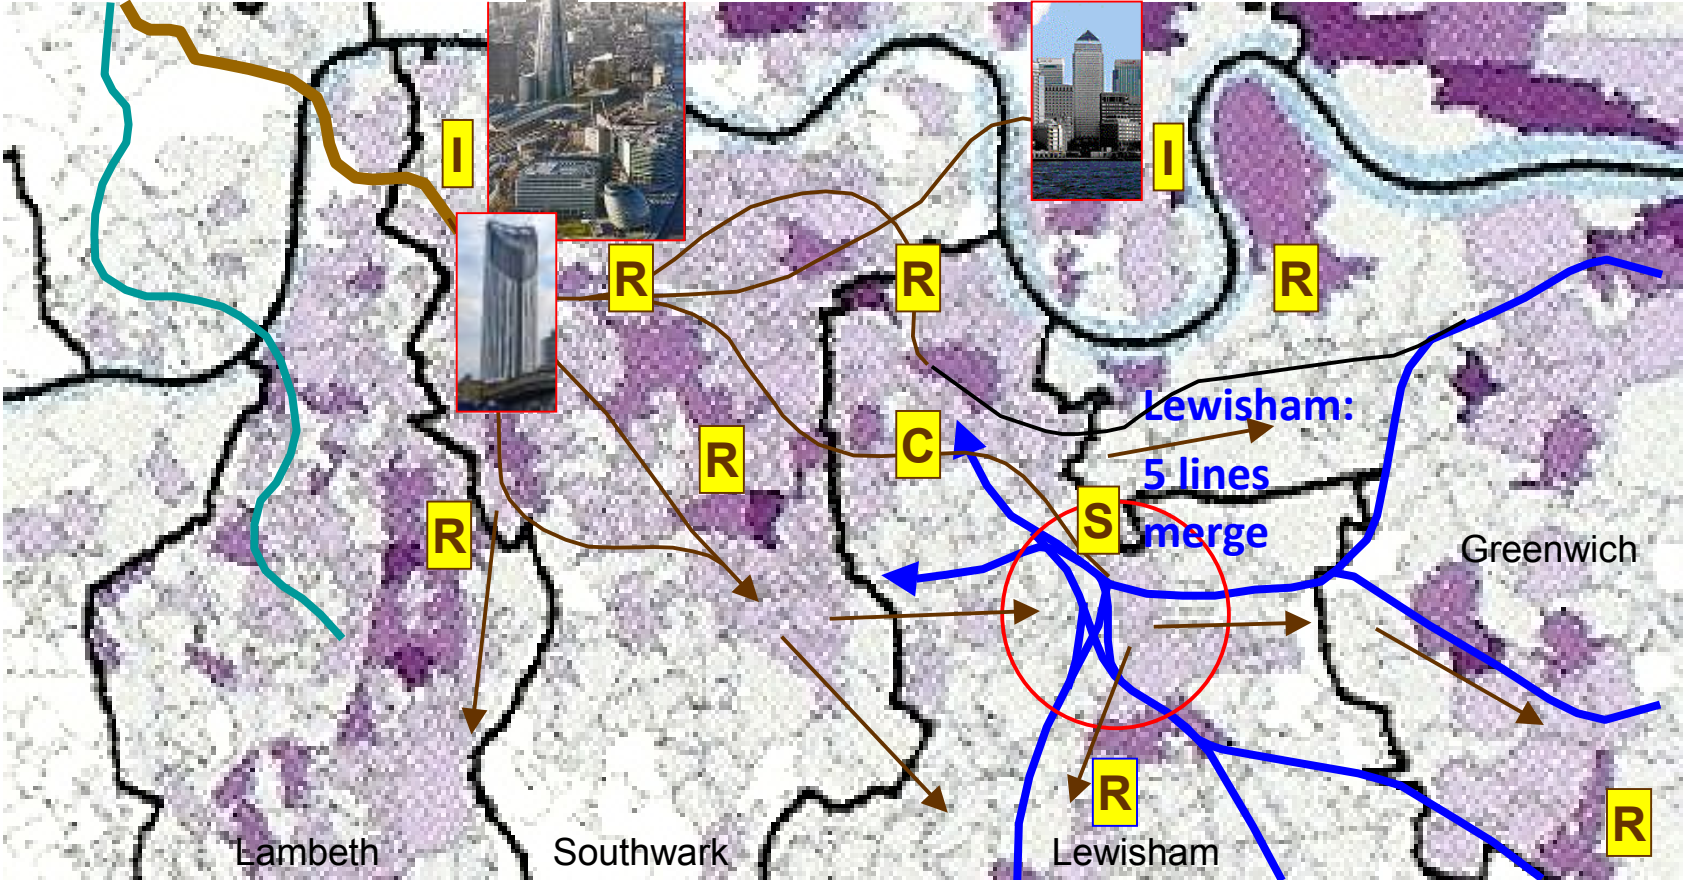 I
I
R
R
R
Lewisham:
C
R
5 lines
S
merge
R
Greenwich
R
R
Lambeth
Southwark
Lewisham